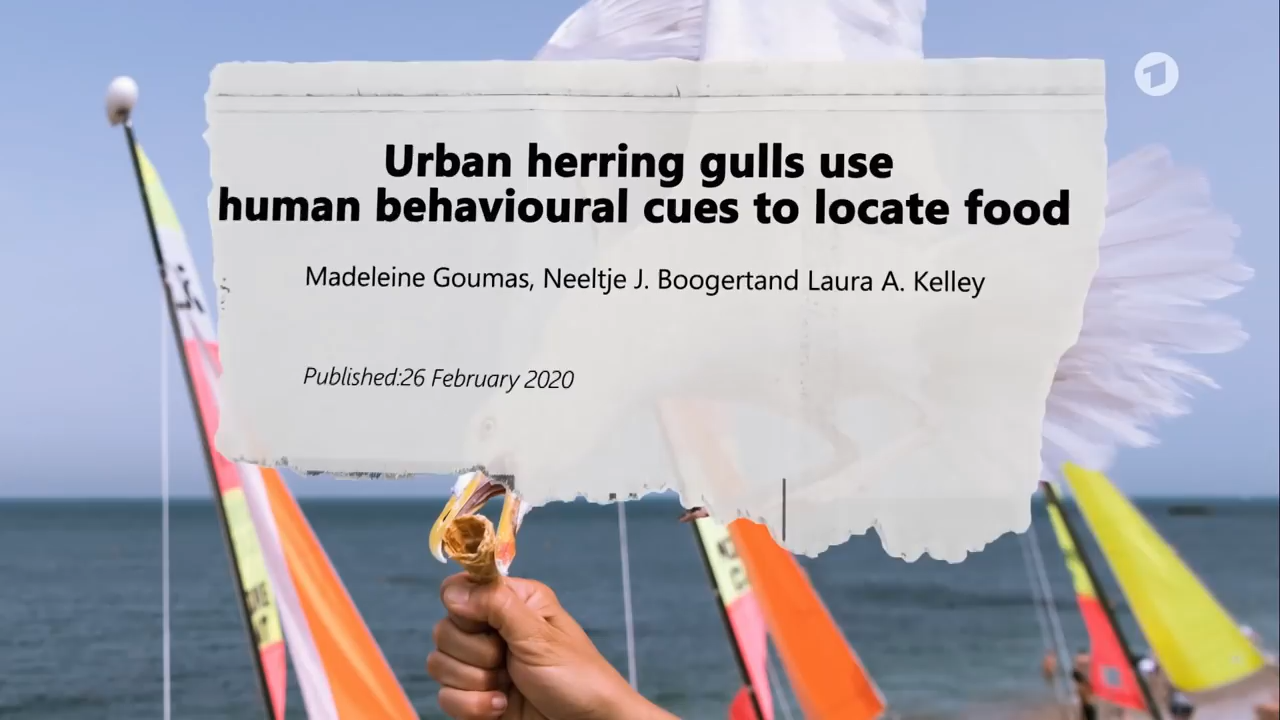 Urban herring gulls use
human behavioural cues to locate food
Madeleine Goumas, Neeltje J. Boogertand Laura A. Kelley
Published:26 February 2020
1